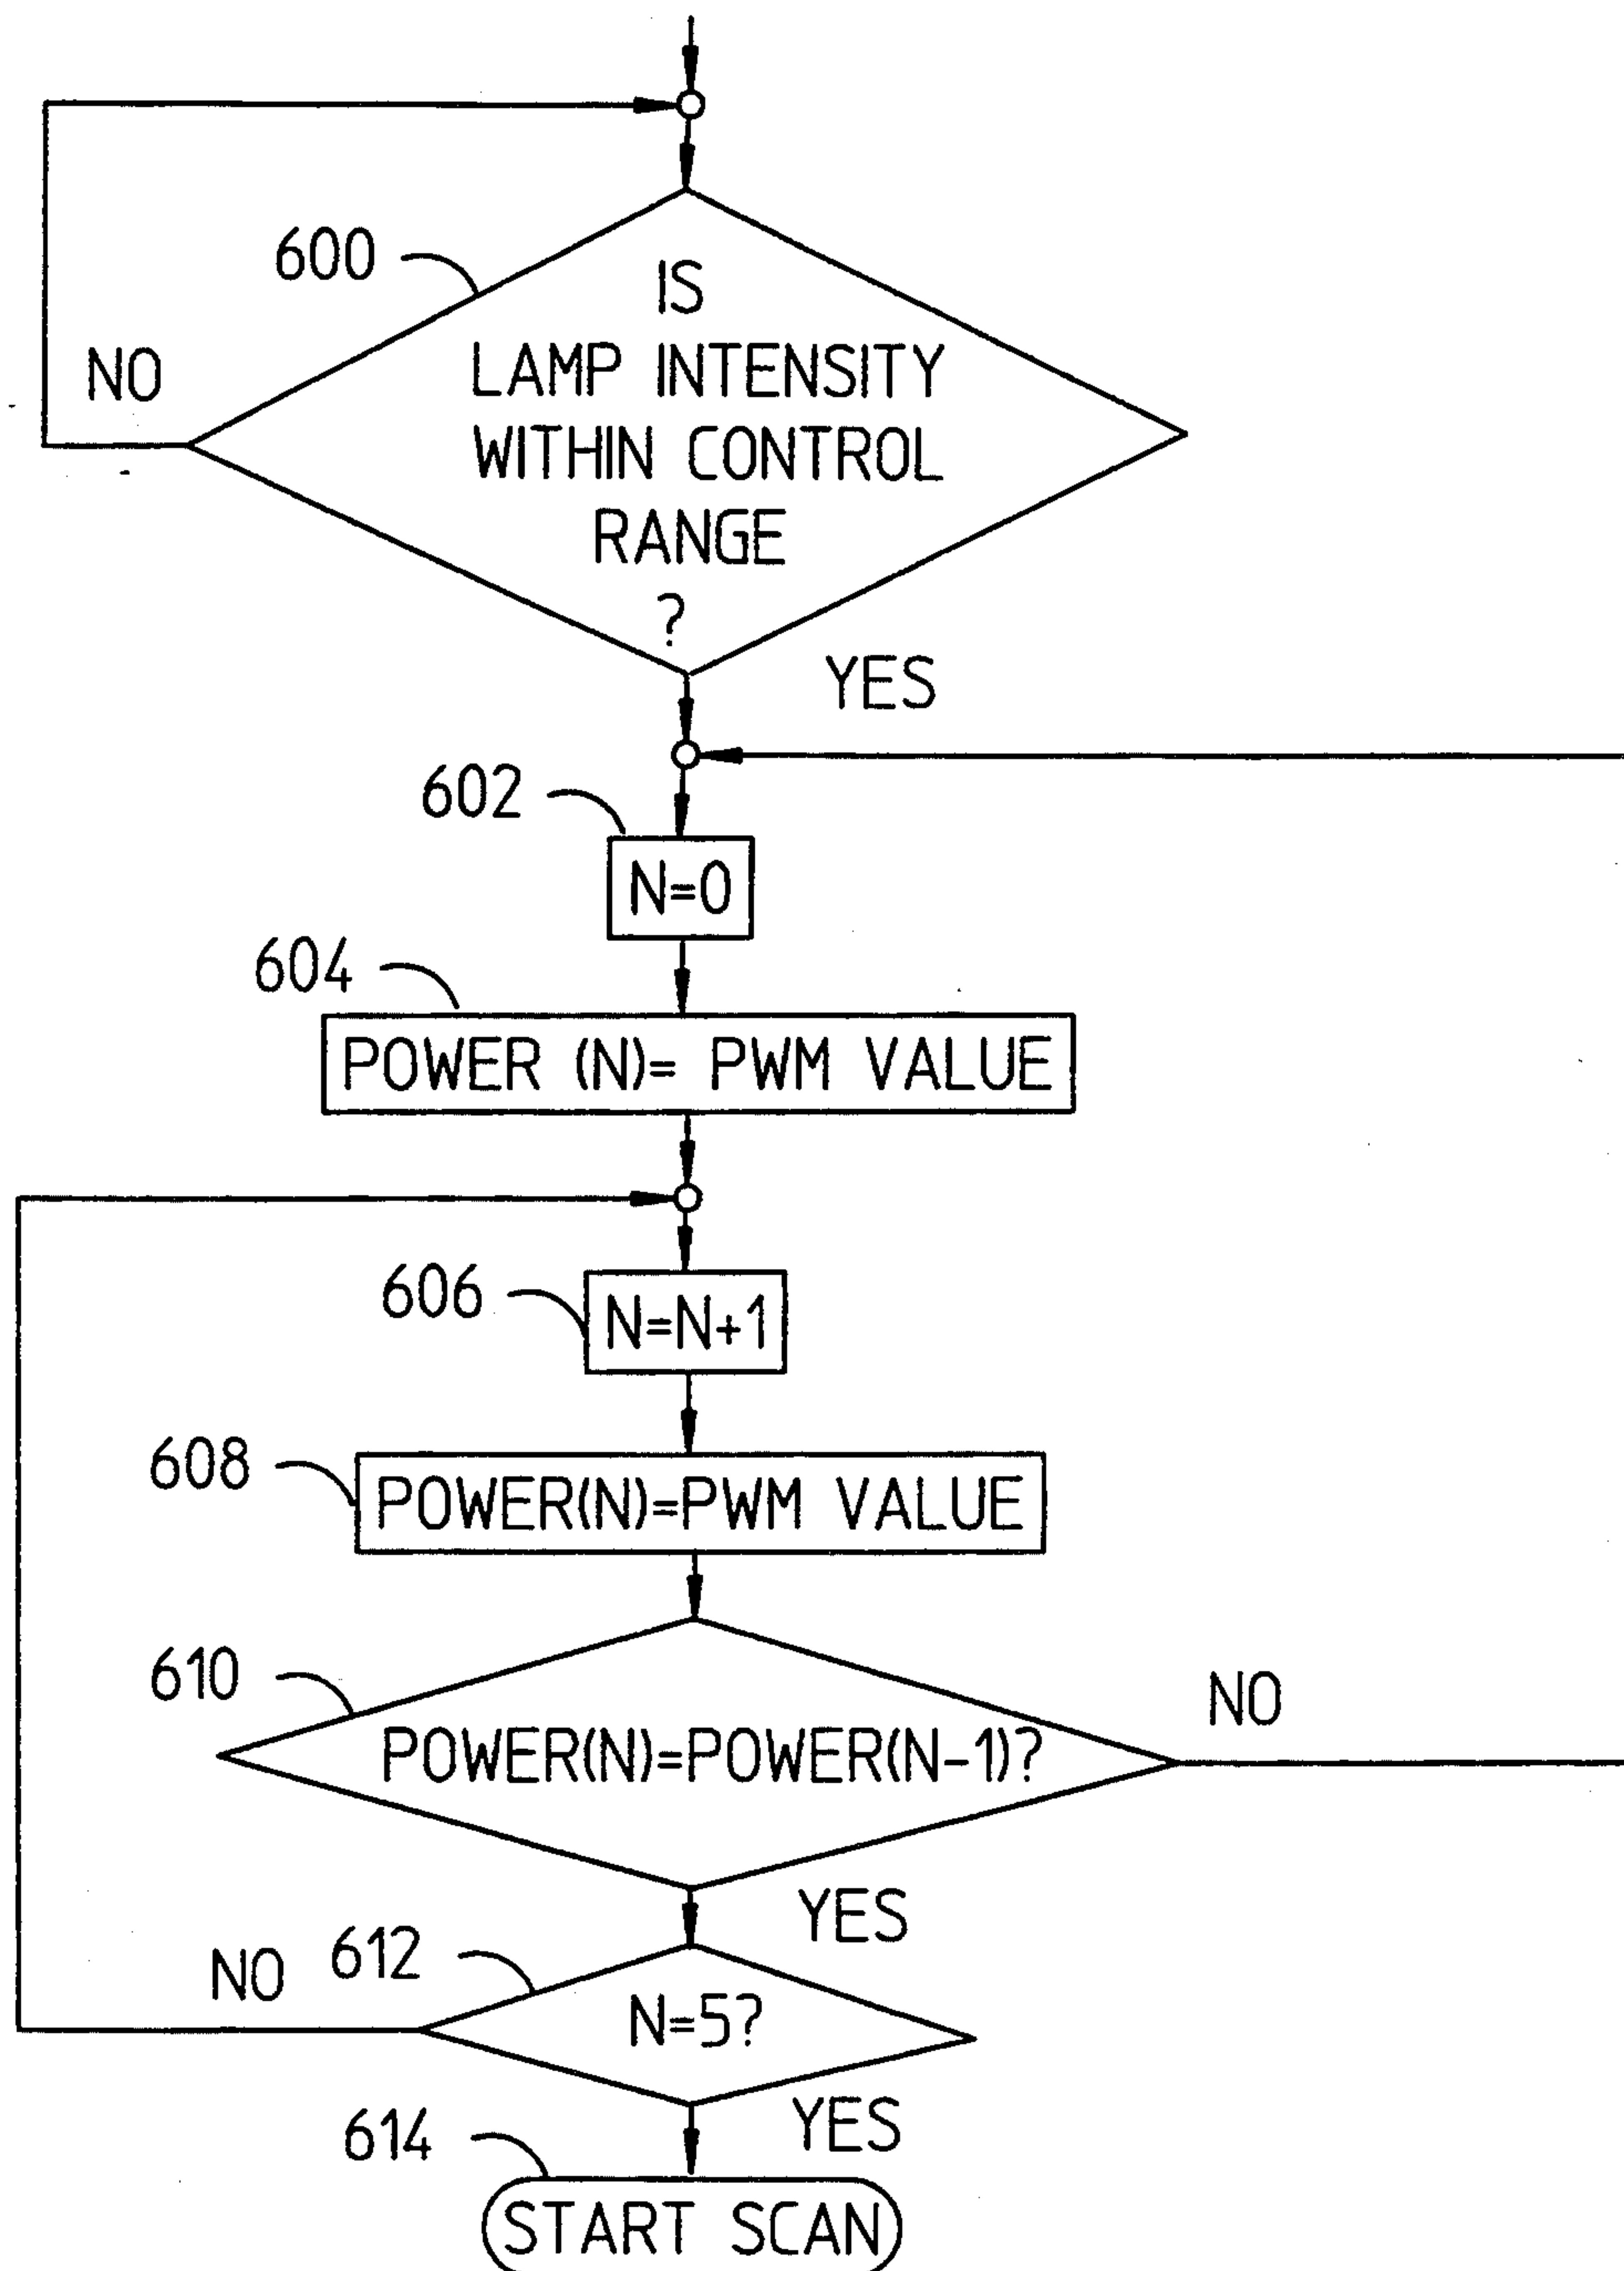 600
IS
LAMP INTENSITY
WITHIN CONTROL
RANGE
?
NO
YES
602
N=0
604
POWER (N)= PWM VALUE
606
N=N+1
608
POWER(N)=PWM VALUE
610
POWER(N)=POWER(N-1)?
NO
YES
612
NO
N=5?
YES
614
START SCAN